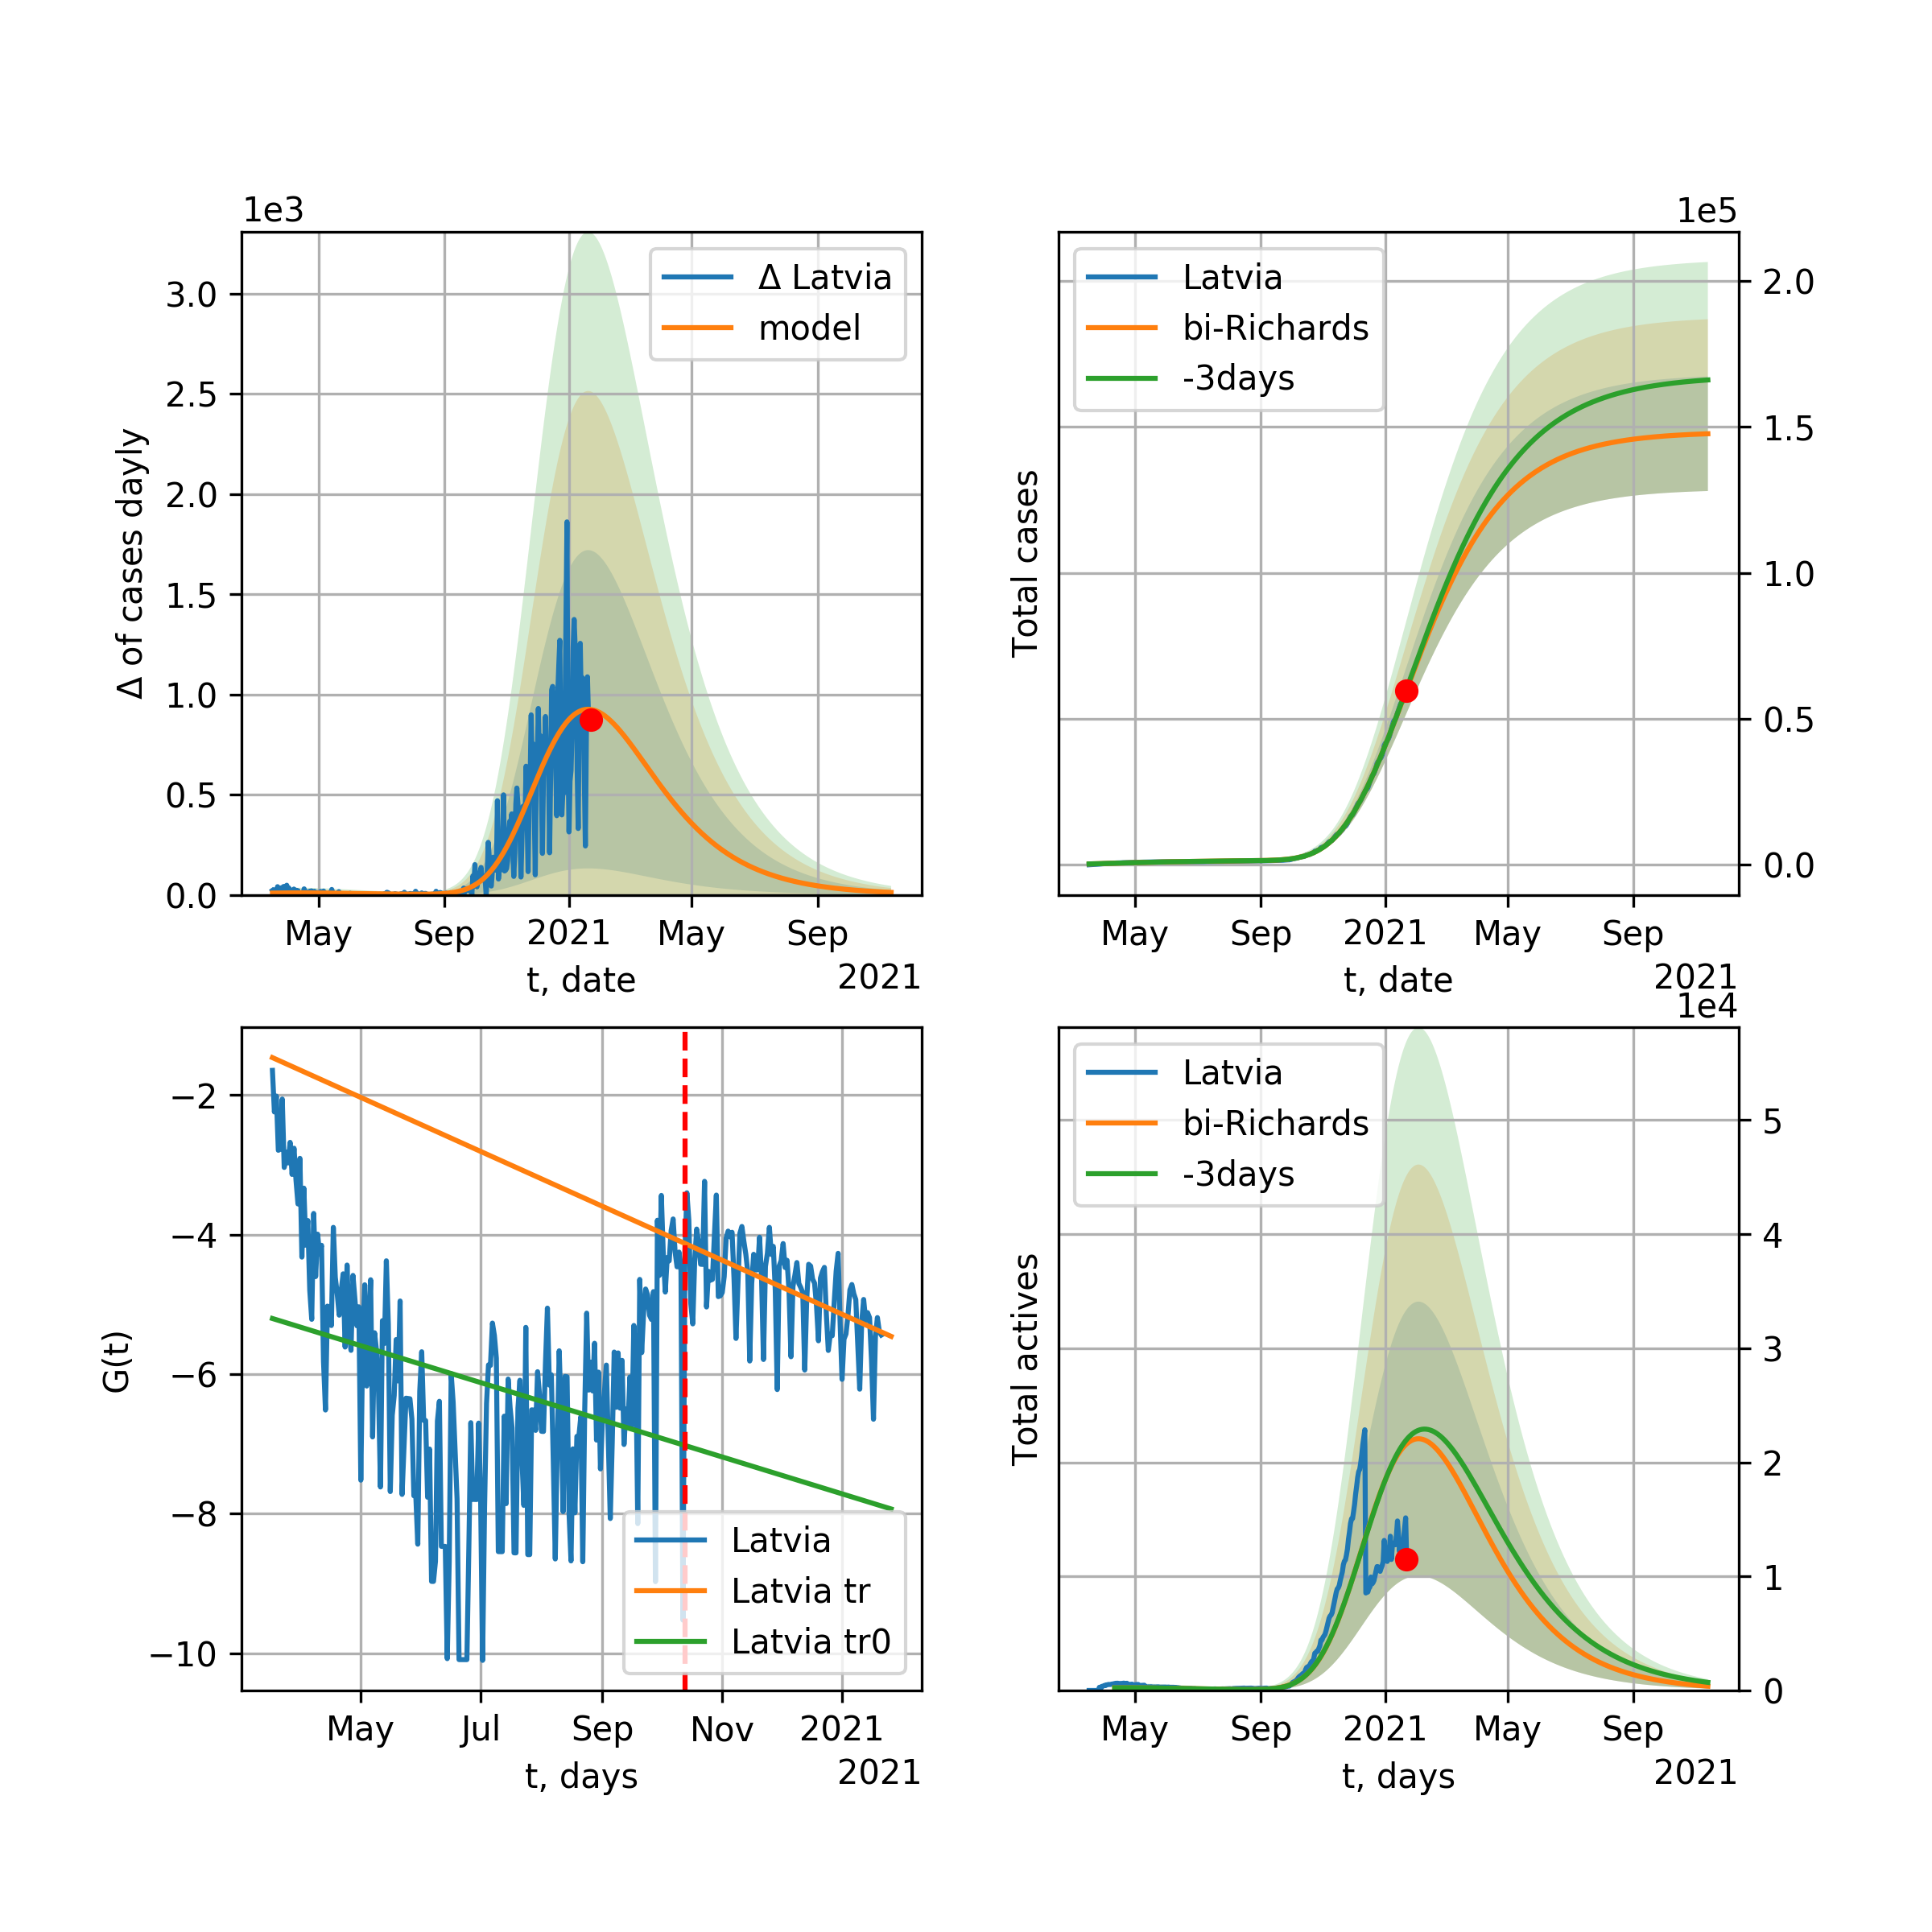 1e3
Δ of cases dayly
3.0
2.5
2.0
1.5
1.0
0.5
0.0
Δ Latvia
model
May Sep 2021 May Sep
t, date
2021
1e5
Total cases
Latvia
bi-Richards
-3days
2.0
1.5
1.0
0.5
0.0
May Sep 2021 May Sep
t, date
2021
G(t)
−2
−4
−6
−8
−10
Latvia
Latvia tr
Latvia tr0
May Jul Sep Nov 2021
t, days
2021
1e4
Total actives
Latvia
bi-Richards
-3days
5
4
3
2
1
0
May Sep 2021 May Sep
t, days
2021